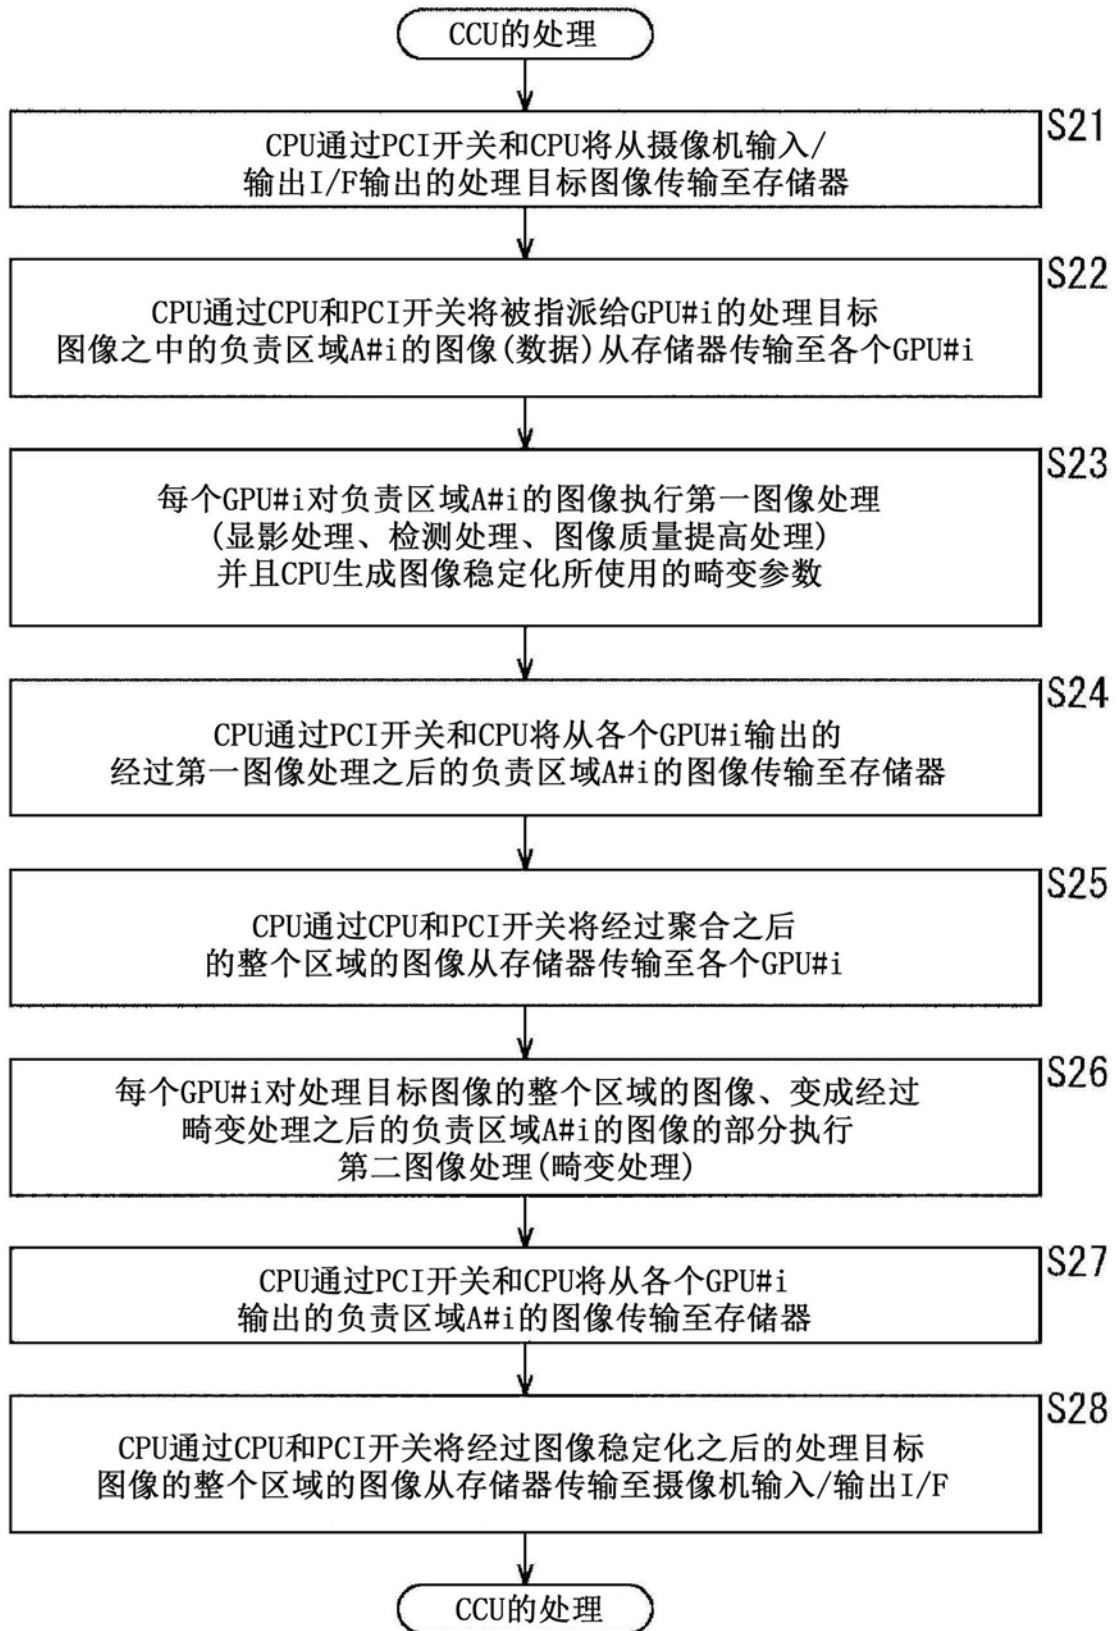 CCU的处理
S21
CPU通过PCI开关和CPU将从摄像机输入/
输出I/F输出的处理目标图像传输至存储器
S22
CPU通过CPU和PCI开关将被指派给GPU#i的处理目标
图像之中的负责区域A#i的图像(数据)从存储器传输至各个GPU#i
S23
每个GPU#i对负责区域A#i的图像执行第一图像处理
(显影处理、检测处理、图像质量提高处理)
并且CPU生成图像稳定化所使用的畸变参数
S24
CPU通过PCI开关和CPU将从各个GPU#i输出的
经过第一图像处理之后的负责区域A#i的图像传输至存储器
S25
CPU通过CPU和PCI开关将经过聚合之后
的整个区域的图像从存储器传输至各个GPU#i
S26
每个GPU#i对处理目标图像的整个区域的图像、变成经过
畸变处理之后的负责区域A#i的图像的部分执行
第二图像处理(畸变处理)
S27
CPU通过PCI开关和CPU将从各个GPU#i
输出的负责区域A#i的图像传输至存储器
S28
CPU通过CPU和PCI开关将经过图像稳定化之后的处理目标
图像的整个区域的图像从存储器传输至摄像机输入/输出I/F
CCU的处理